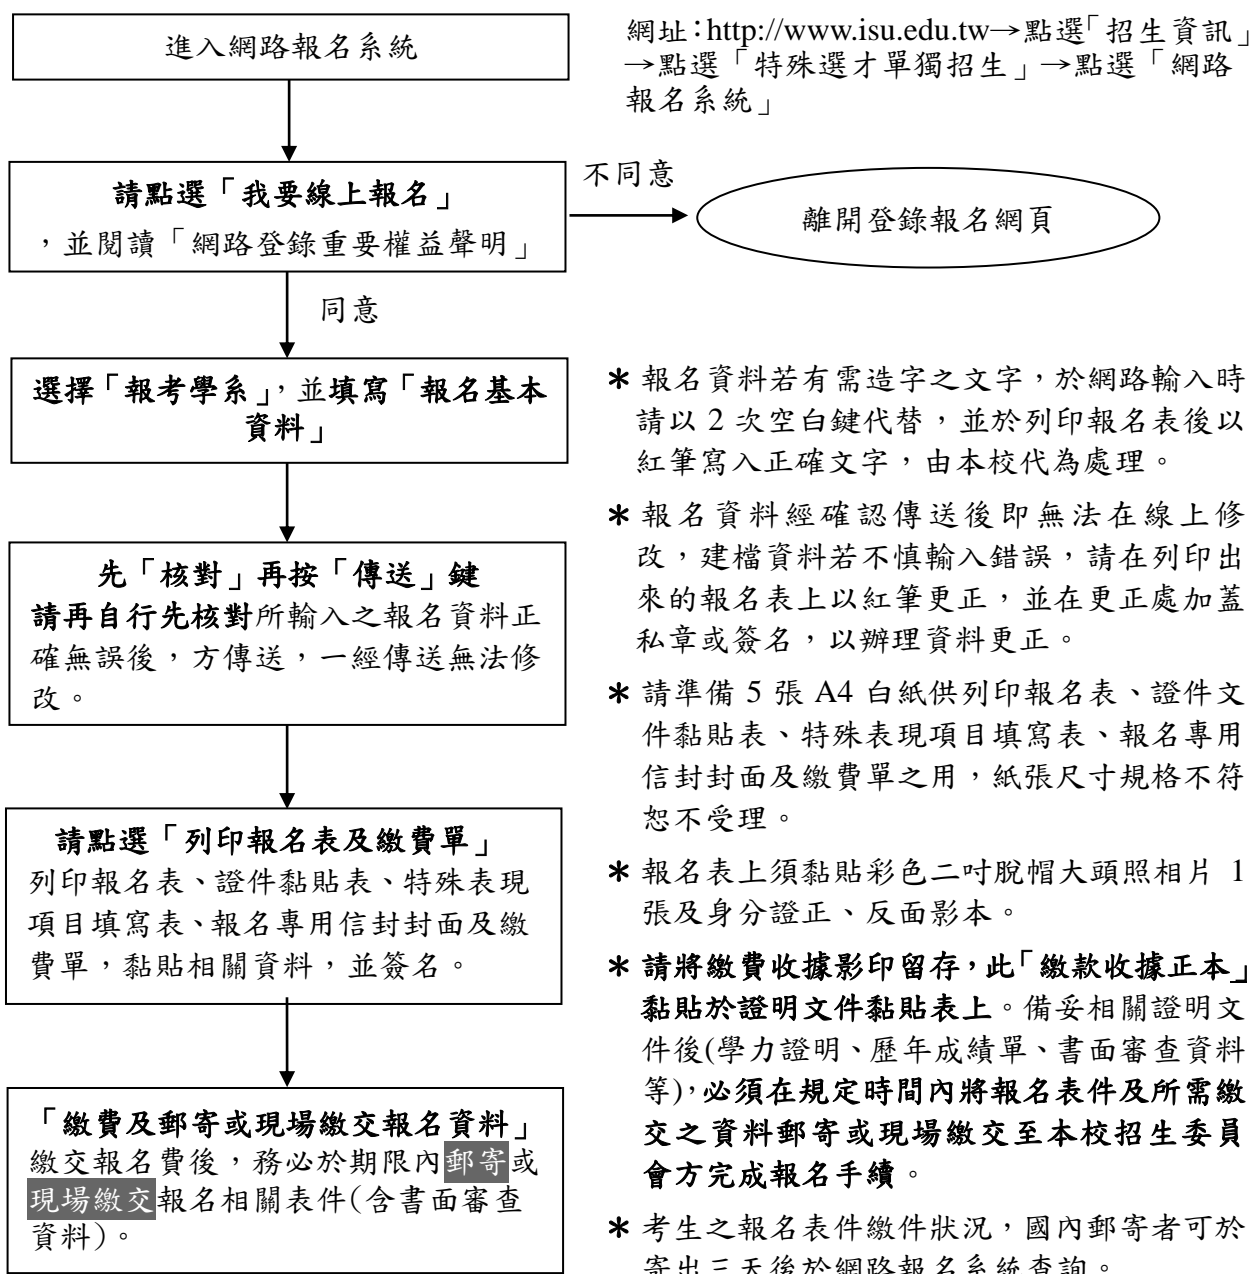 進入網路報名系統
網址：http://www.isu.edu.tw→點選「招生資訊」
→點選「特殊選才單獨招生」→點選「網路
報名系統」
請點選「我要線上報名」
，並閱讀「網路登錄重要權益聲明」
不同意
離開登錄報名網頁
同意
選擇「報考學系」，並填寫「報名基本
資料」
先「核對」再按「傳送」鍵
請再自行先核對所輸入之報名資料正
確無誤後，方傳送，一經傳送無法修
改。
請點選「列印報名表及繳費單」
列印報名表、證件黏貼表、特殊表現
項目填寫表、報名專用信封封面及繳
費單，黏貼相關資料，並簽名。
「繳費及郵寄或現場繳交報名資料」
繳交報名費後，務必於期限內郵寄或
現場繳交報名相關表件(含書面審查
資料)。
＊報名資料若有需造字之文字，於網路輸入時
請以 2 次空白鍵代替，並於列印報名表後以
紅筆寫入正確文字，由本校代為處理。
＊報名資料經確認傳送後即無法在線上修
改，建檔資料若不慎輸入錯誤，請在列印出
來的報名表上以紅筆更正，並在更正處加蓋
私章或簽名，以辦理資料更正。
＊請準備 5 張 A4 白紙供列印報名表、證件文
件黏貼表、特殊表現項目填寫表、報名專用
信封封面及繳費單之用，紙張尺寸規格不符
恕不受理。
＊報名表上須黏貼彩色二吋脫帽大頭照相片 1
張及身分證正、反面影本。
＊請將繳費收據影印留存，此「繳款收據正本」
黏貼於證明文件黏貼表上。備妥相關證明文
件後(學力證明、歷年成績單、書面審查資料
等)，必須在規定時間內將報名表件及所需繳
交之資料郵寄或現場繳交至本校招生委員
會方完成報名手續。
＊考生之報名表件繳件狀況，國內郵寄者可於
寄出三天後於網路報名系統查詢。